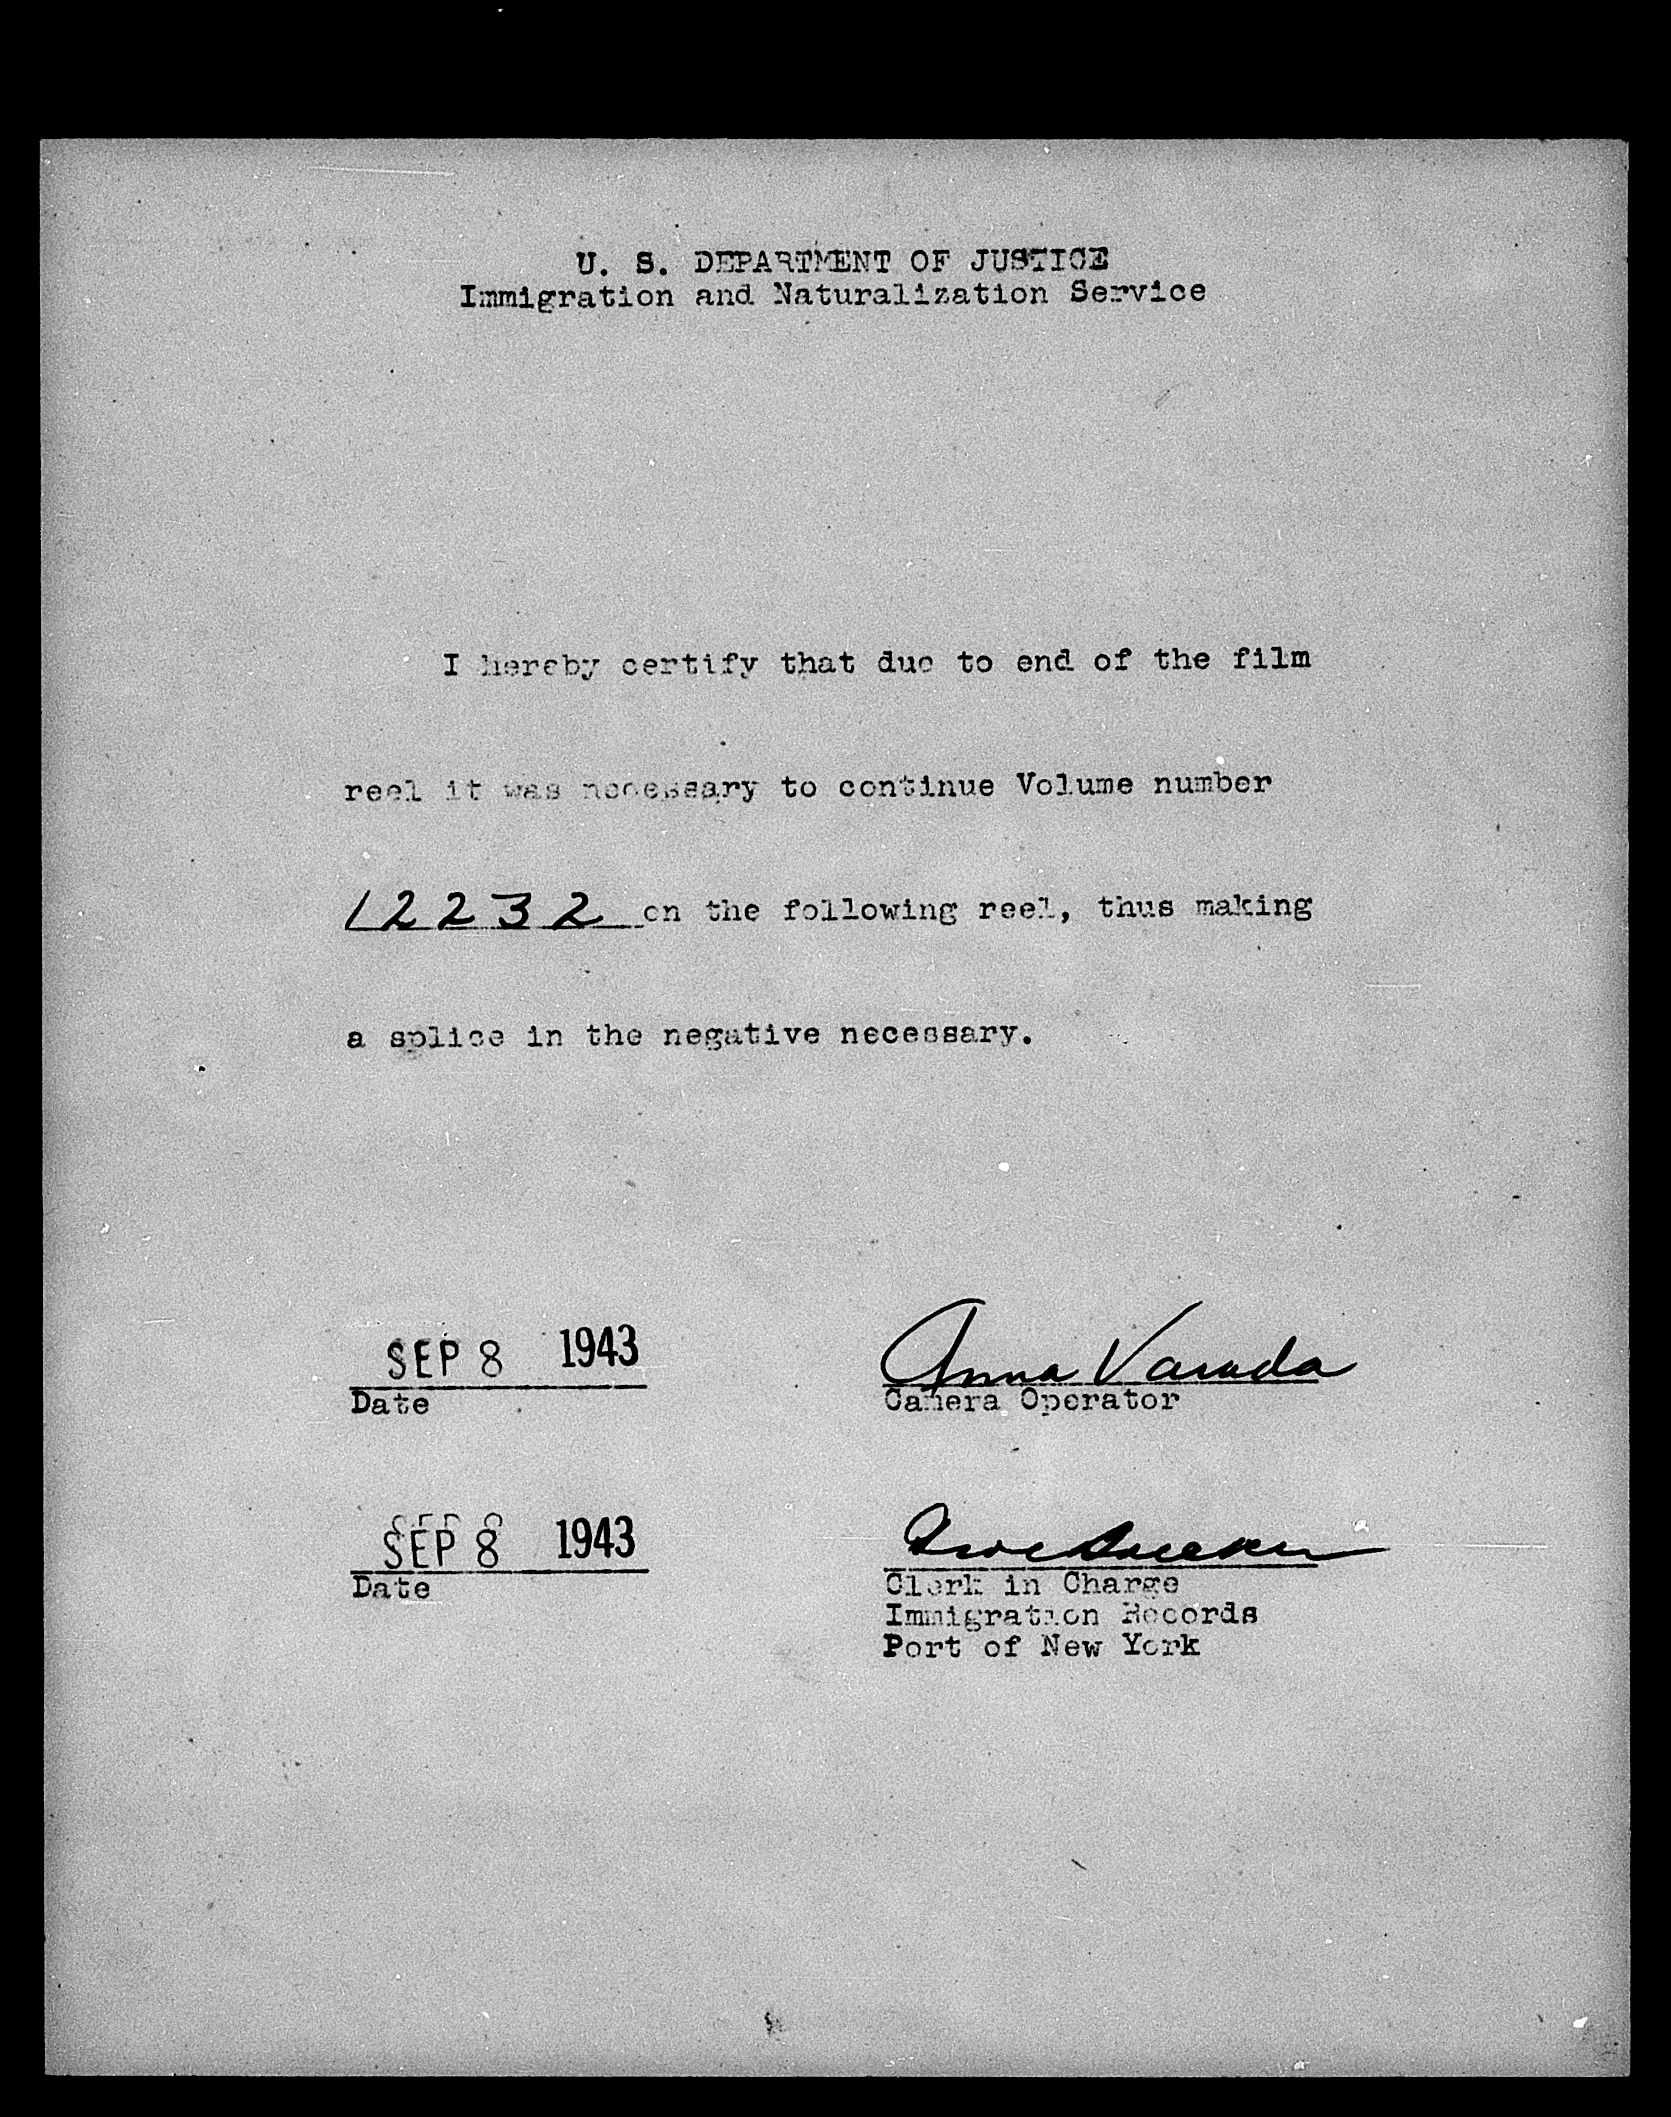 U. S. DEPARTMENT OF JUSTICE
Immigration and Naturalization Service
I hereby certify that due to end of the film
reel it was necessary to continue Volume number
12232 on the following reel, thus making
a splice in the negative necessary.
SEP 8 1943
Date
Anna Varada
Camera Operator
SEP 8 1943
Date
Clerk in Charge
Immigration Records
Port of New York